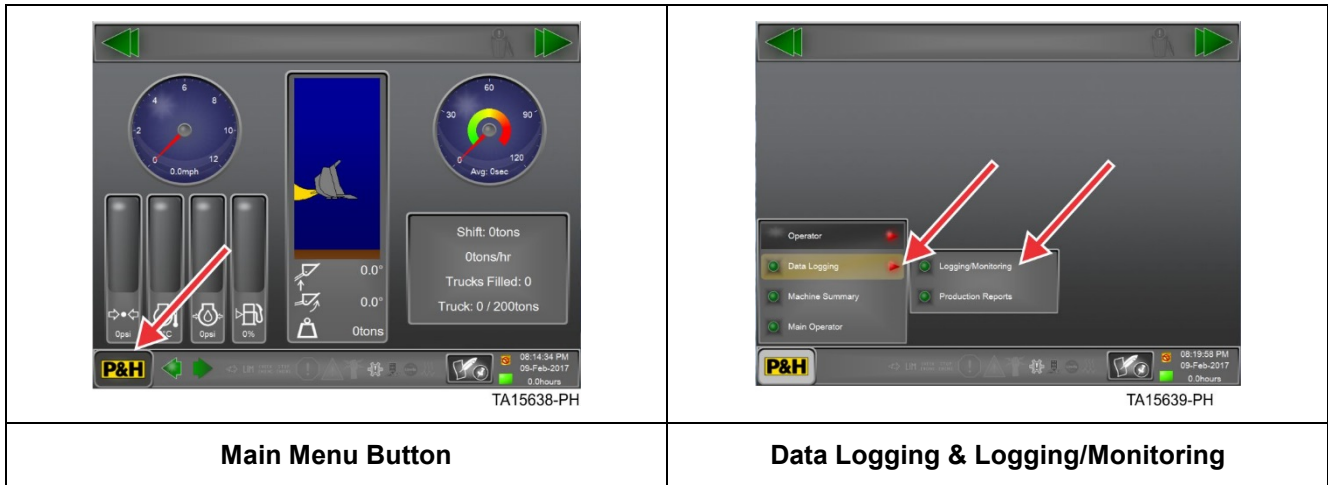 6
4
8
2
10
0
12
0.0mph
60
30
90
0
120
Avg: 0sec
Shift: 0tons
0tons/hr
Trucks Filled: 0
Truck: 0 / 200tons
0.0°
0.0°
0tons
0psi
°C
0psi
0%
P&H
08:14:34 PM
09-Feb-2017
0.0hours
TA15638-PH
Main Menu Button
Operator
Data Logging
Logging/Monitoring
Machine Summary
Production Reports
Main Operator
P&H
08:19:58 PM
09-Feb-2017
0.0hours
TA15639-PH
Data Logging & Logging/Monitoring